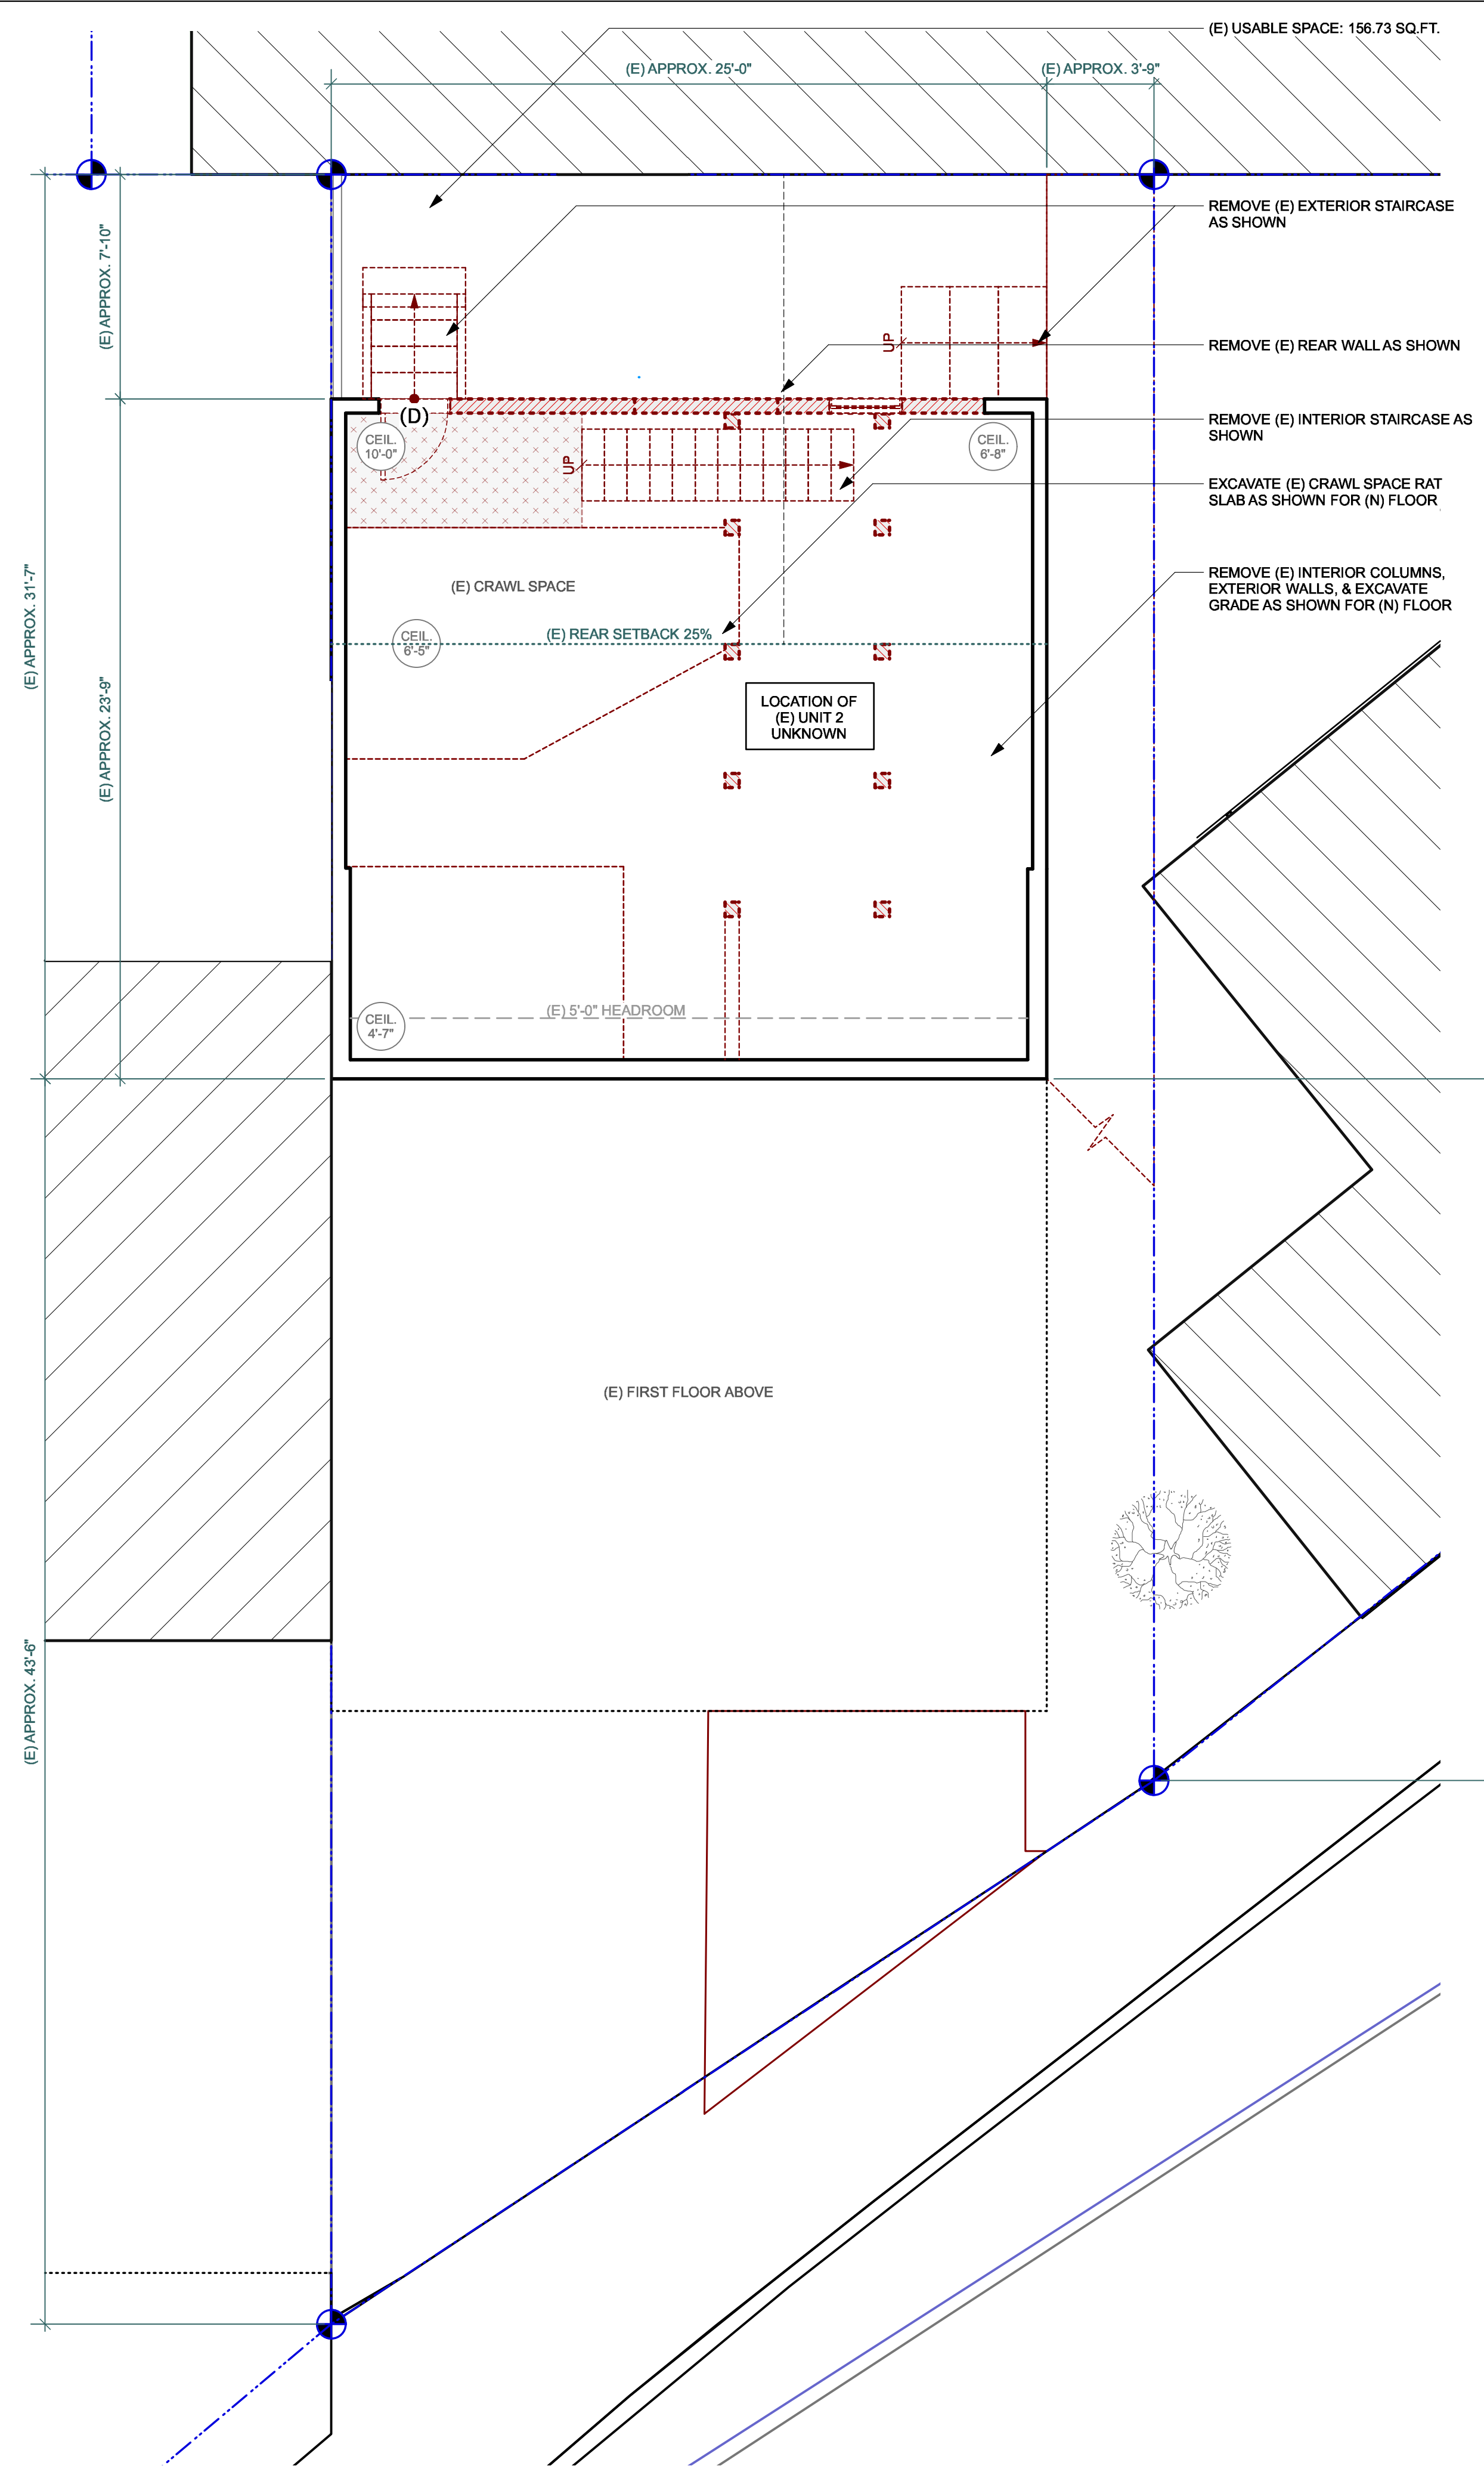 (E) USABLE SPACE: 156.73 SQ.FT.
(E) APPROX. 25'-0"
(E) APPROX. 3'-9"
REMOVE (E) EXTERIOR STAIRCASE
AS SHOWN
(E) APPROX. 7'-10"
UP
REMOVE (E) REAR WALL AS SHOWN
(D)
REMOVE (E) INTERIOR STAIRCASE AS
SHOWN
CEIL.
10'-0"
UP
CEIL.
6'-8"
EXCAVATE (E) CRAWL SPACE RAT
SLAB AS SHOWN FOR (N) FLOOR
(E) CRAWL SPACE
REMOVE (E) INTERIOR COLUMNS,
EXTERIOR WALLS, & EXCAVATE
GRADE AS SHOWN FOR (N) FLOOR
(E) APPROX. 31'-7"
CEIL.
6'-5"
(E) REAR SETBACK 25%
(E) APPROX. 23'-9"
LOCATION OF
(E) UNIT 2
UNKNOWN
(E) 5'-0" HEADROOM
CEIL.
4'-7"
(E) FIRST FLOOR ABOVE
(E) APPROX. 43'-6"